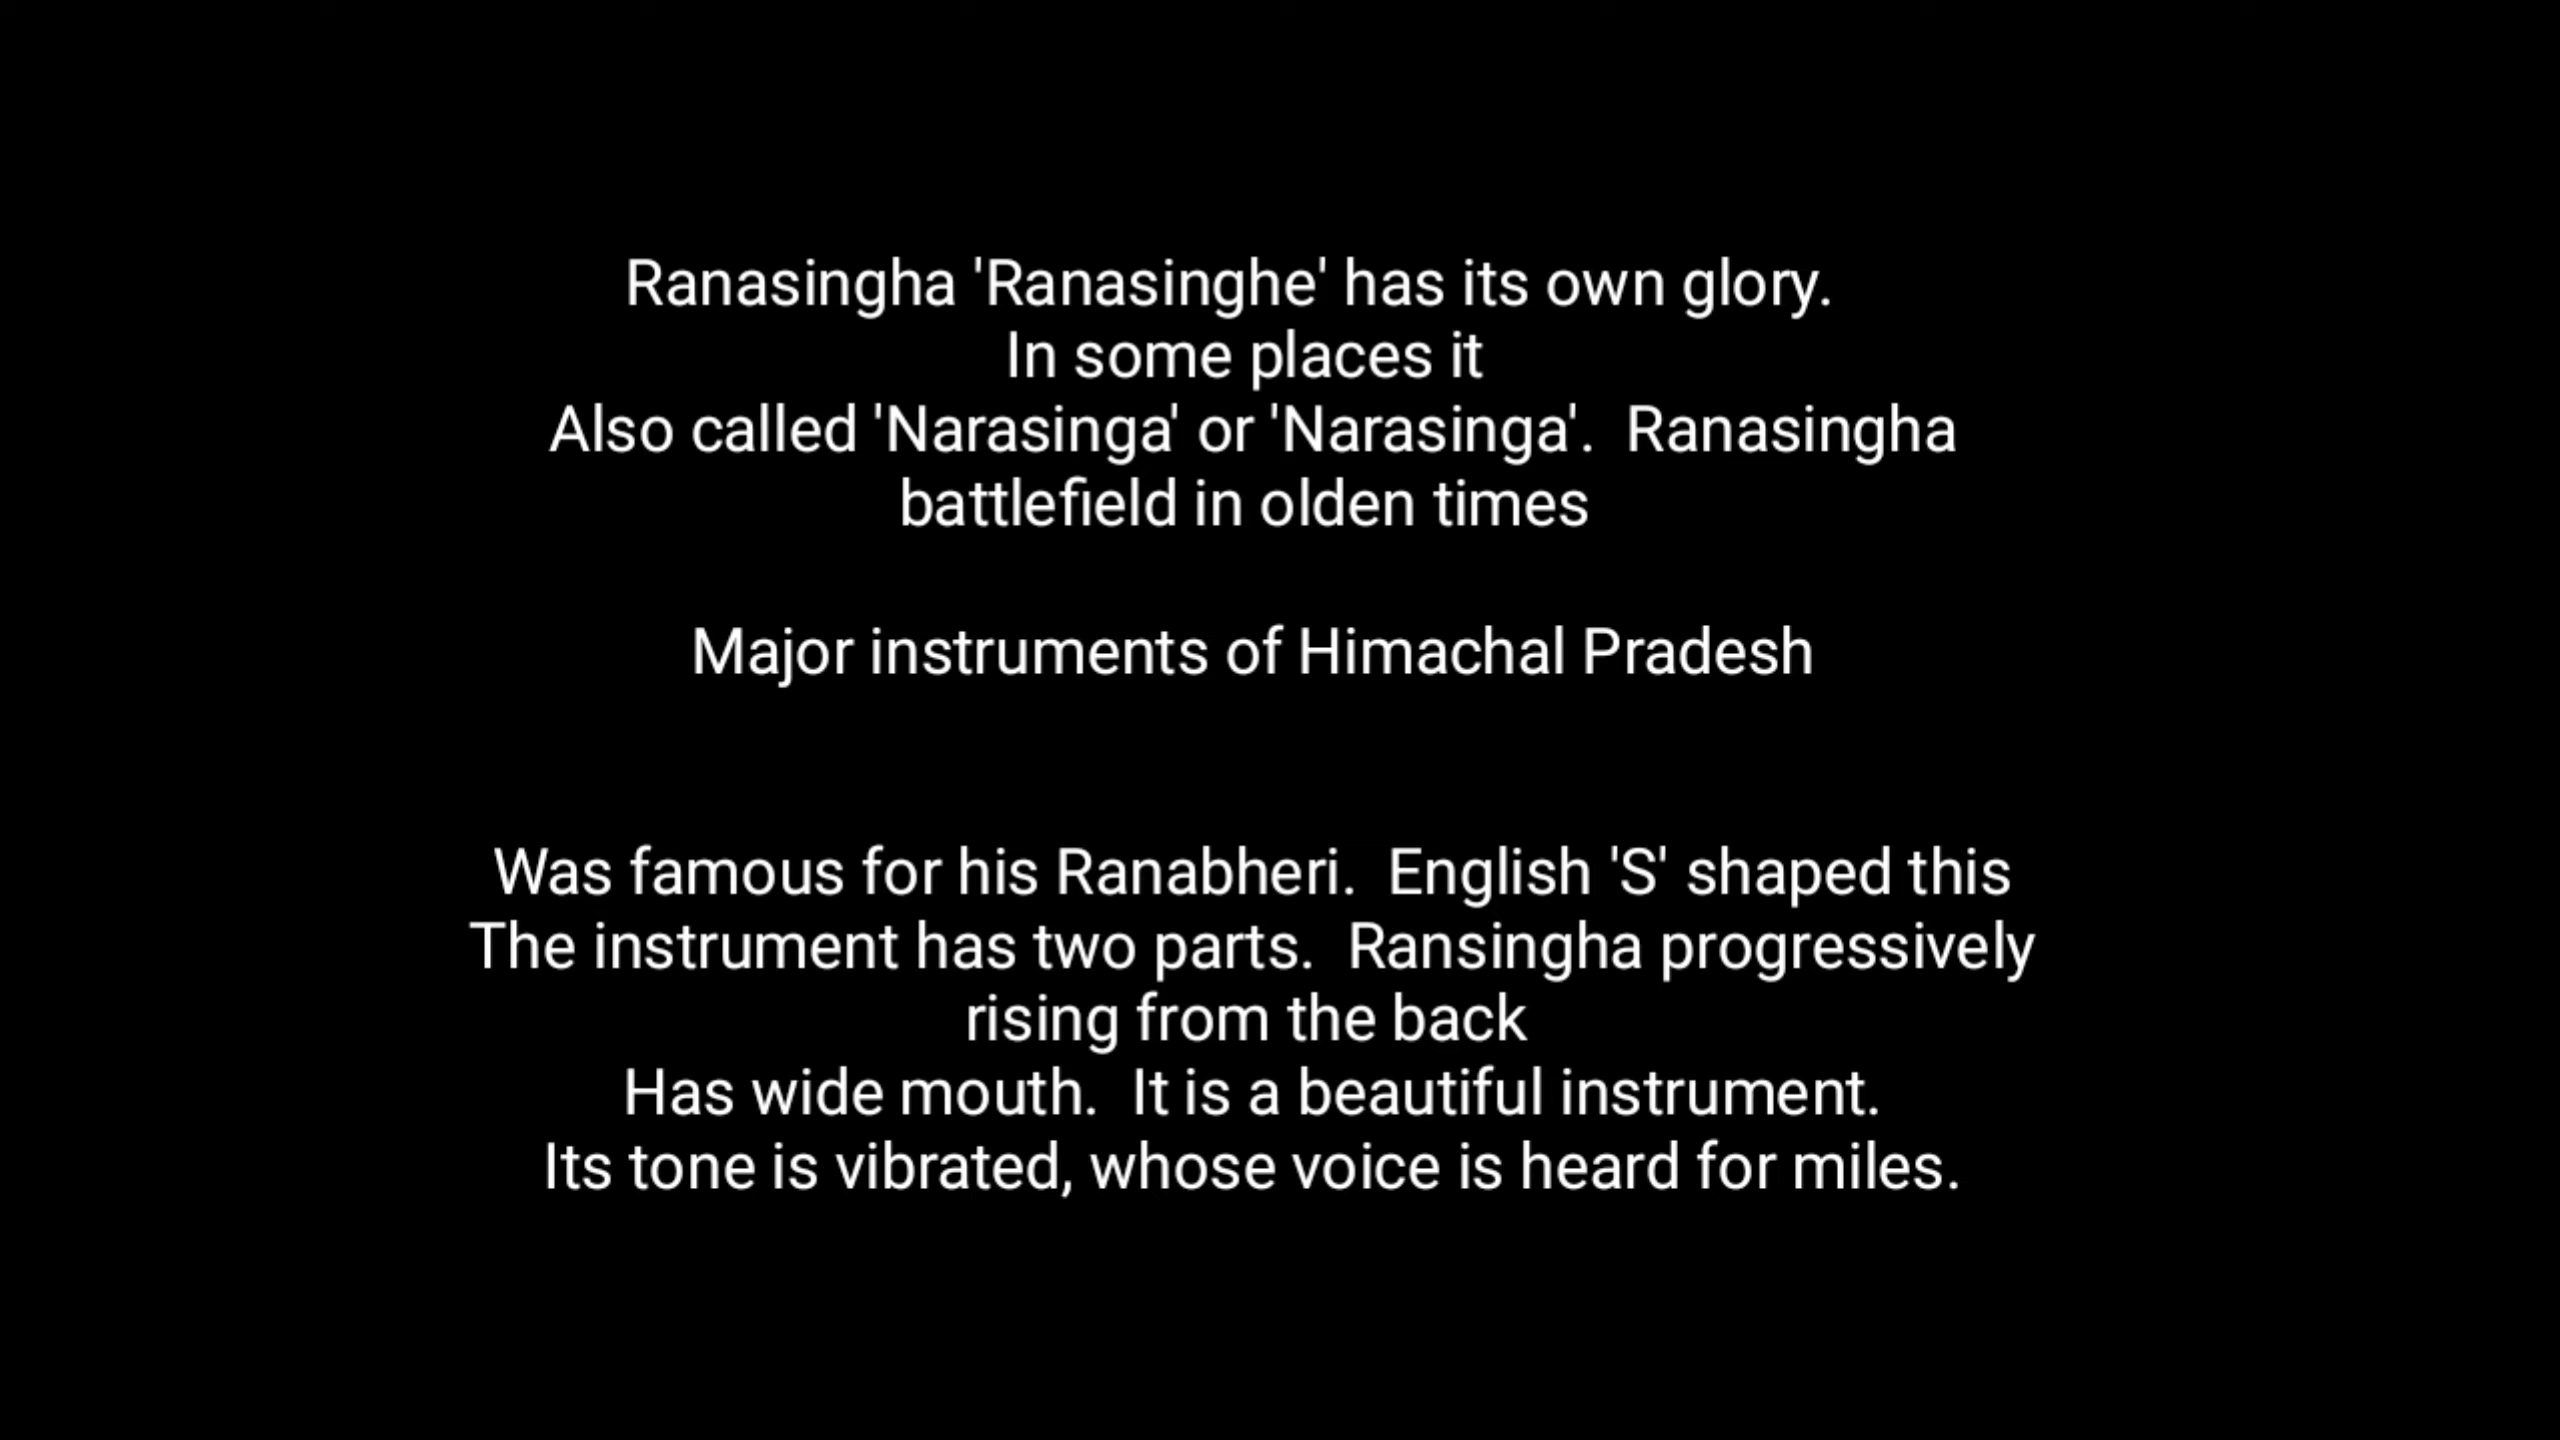 Ranasingha 'Ranasinghe' has its own glory.
In some places it
Also called 'Narasinga' or 'Narasinga'.  Ranasingha
battlefield in olden times
Major instruments of Himachal Pradesh
Was famous for his Ranabheri.  English 'S' shaped this
The instrument has two parts.  Ransingha progressively
rising from the back
Has wide mouth.  It is a beautiful instrument.
Its tone is vibrated, whose voice is heard for miles.